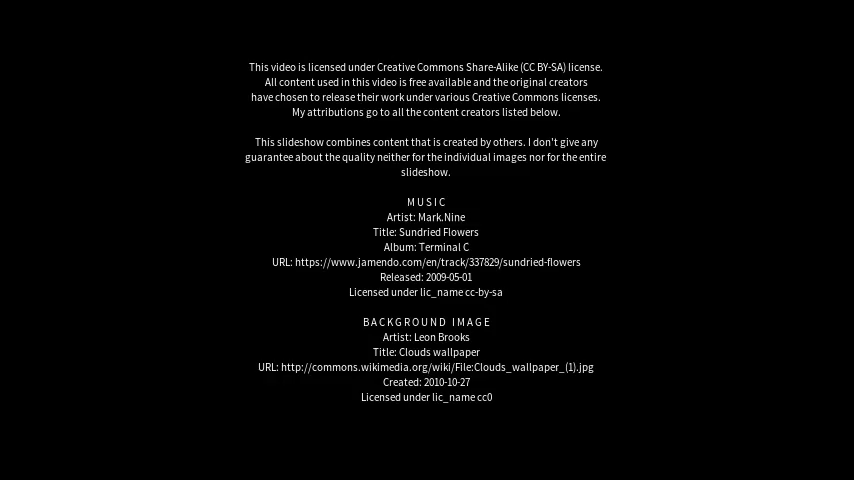 This video is licensed under Creative Commons Share-Alike (CC BY-SA) license.
All content used in this video is free available and the original creators
have chosen to release their work under various Creative Commons licenses.
My attributions go to all the content creators listed below.
This slideshow combines content that is created by others. I don't give any
guarantee about the quality neither for the individual images nor for the entire
slideshow.
M U S I C
Artist: Mark.Nine
Title: Sundried Flowers
Album: Terminal C
URL: https://www.jamendo.com/en/track/337829/sundried-flowers
Released: 2009-05-01
Licensed under lic_name cc-by-sa
B A C K G R O U N D   I M A G E
Artist: Leon Brooks
Title: Clouds wallpaper
URL: http://commons.wikimedia.org/wiki/File:Clouds_wallpaper_(1).jpg
Created: 2010-10-27
Licensed under lic_name cc0